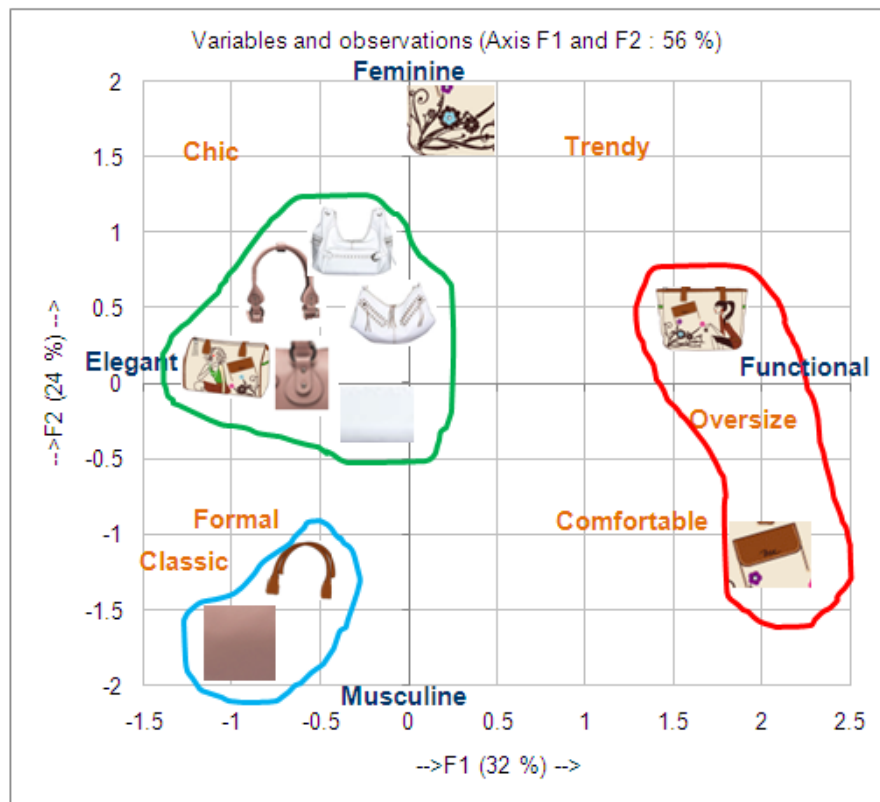 Variables and observations (Axis F1 and F2 : 56 %)
Feminine
2
Chic
Trendy
1.5
1
0.5
Elegant
Functional
0
Oversize
-0.5
Formal
Comfortable
-1
Classic
-1.5
-2
Musculine
-1.5 -1 -0.5 0 0.5 1 1.5 2 2.5
-->F1 (32 %) -->
-->F2 (24 %) -->